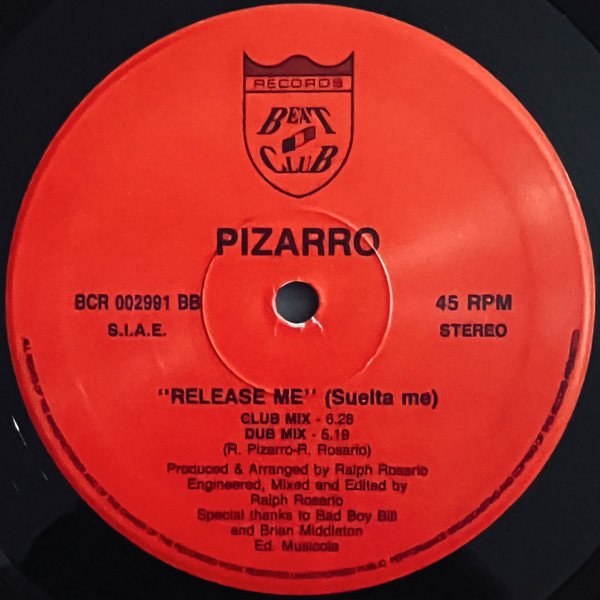 RECORDS
BEAT
CLUB
PIZARRO
BCR 002991 BB
45 RPM
S.I.A.E.
STEREO
"RELEASE ME" (Suelta me)
CLUB MIX - 6.28
DUB MIX - 5.19
(R. Pizarro-R. Rosario)
Produced & Arranged by Ralph Rosario
Engineered, Mixed and Edited by
Ralph Rosario
Special thanks to Bad Boy Bill
and Brian Middleton
Ed. Musicola